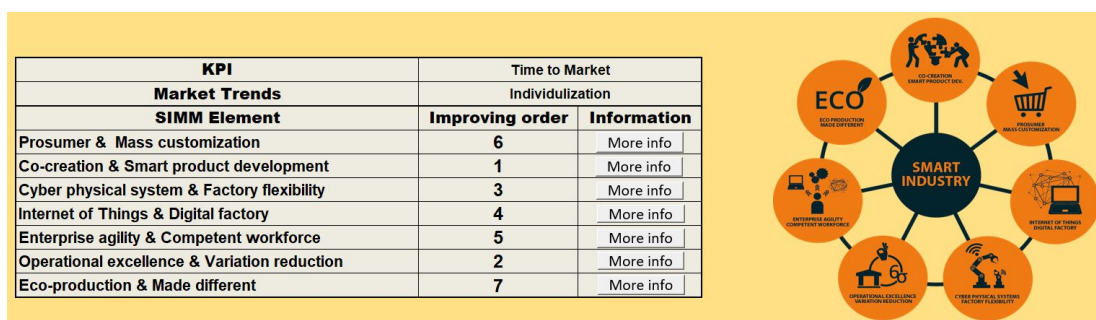 KPI Time to Market
Market Trends Individulization
SIMM Element Improving order Information
Prosumer & Mass customization 6 More info
Co-creation & Smart product development 1 More info
Cyber physical system & Factory flexibility 3 More info
Internet of Things & Digital factory 4 More info
Enterprise agility & Competent workforce 5 More info
Operational excellence & Variation reduction 2 More info
Eco-production & Made different 7 More info
CO-CREATION
SMART PRODUCT DEV.
ECO
ECO PRODUCTION
MADE DIFFERENT
PROSUMER
MASS CUSTOMIZATION
SMART
INDUSTRY
ENTERPRISE AGILITY
COMPETENT WORKFORCE
INTERNET OF THINGS
DIGITAL FACTORY
6σ
OPERATIONAL EXCELLENCE
VARIATION REDUCTION
CYBER PHYSICAL SYSTEMS
FACTORY FLEXIBILITY